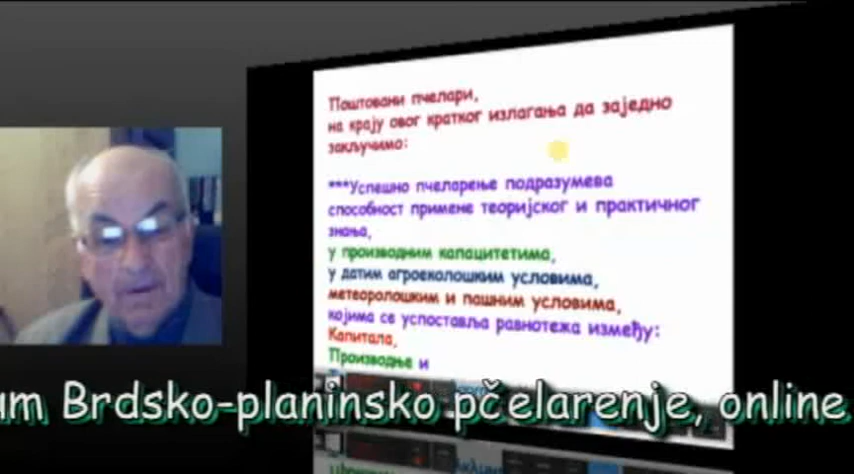 Поштовани пчелари,
на крају овог кратког излагања да заједно
закључимо:
***Успешно пчеларење подразумева
способност примене теоријског и практичног
знања,
у производним капацитетима,
у датим агроеколошким условима,
метеоролошким и пашним условима,
којима се успоставља равнотежа између:
Капитала,
Производње и
Brdsko-planinsko pčelarenje, online